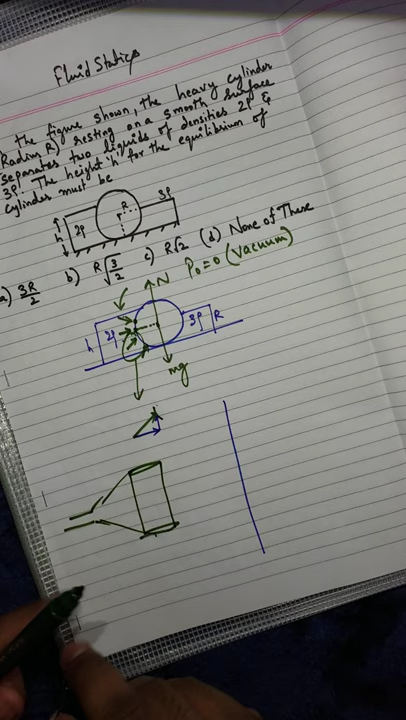 Fluid Statics
In the figure shown, the heavy cylinder
Radius R) resting on a smooth surface
separates two liquids of densities 2ρ &
3ρ. The height 'h' for the equilibrium of
cylinder must be
R 3ρ
h 2ρ
a) 3R/2 b) R√(3/2) c) R√2 (d) None of These
N P₀=0 (Vacuum)
h 2ρ 3ρ R
mg